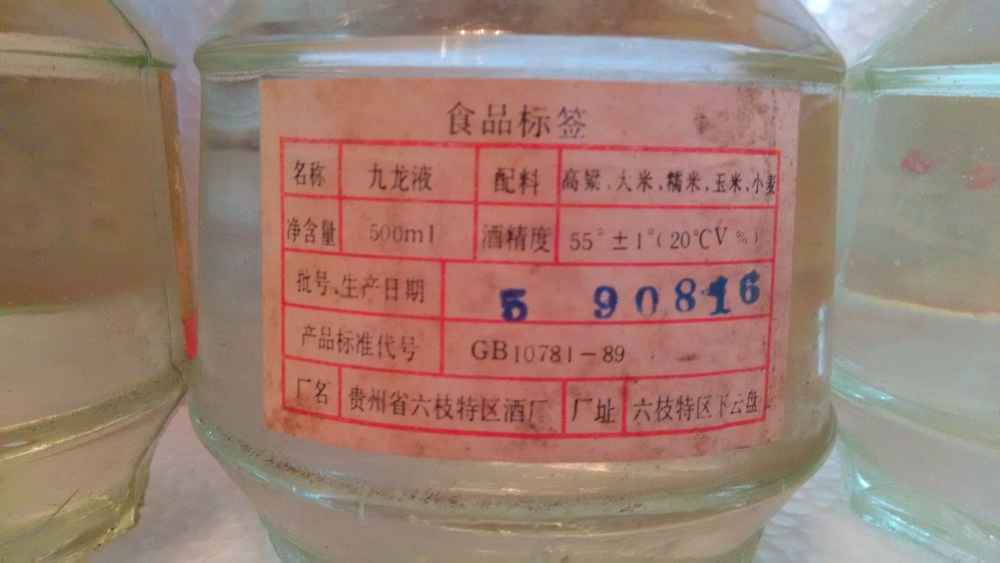 食品标签
名称 九龙液 配料 高粱、大米、糯米、玉米、小麦
净含量 500ml 酒精度 55°±1°(20℃V%)
批号、生产日期 5 90816
产品标准代号 GB10781-89
厂名 贵州省六枝特区酒厂 厂址 六枝特区下云盘